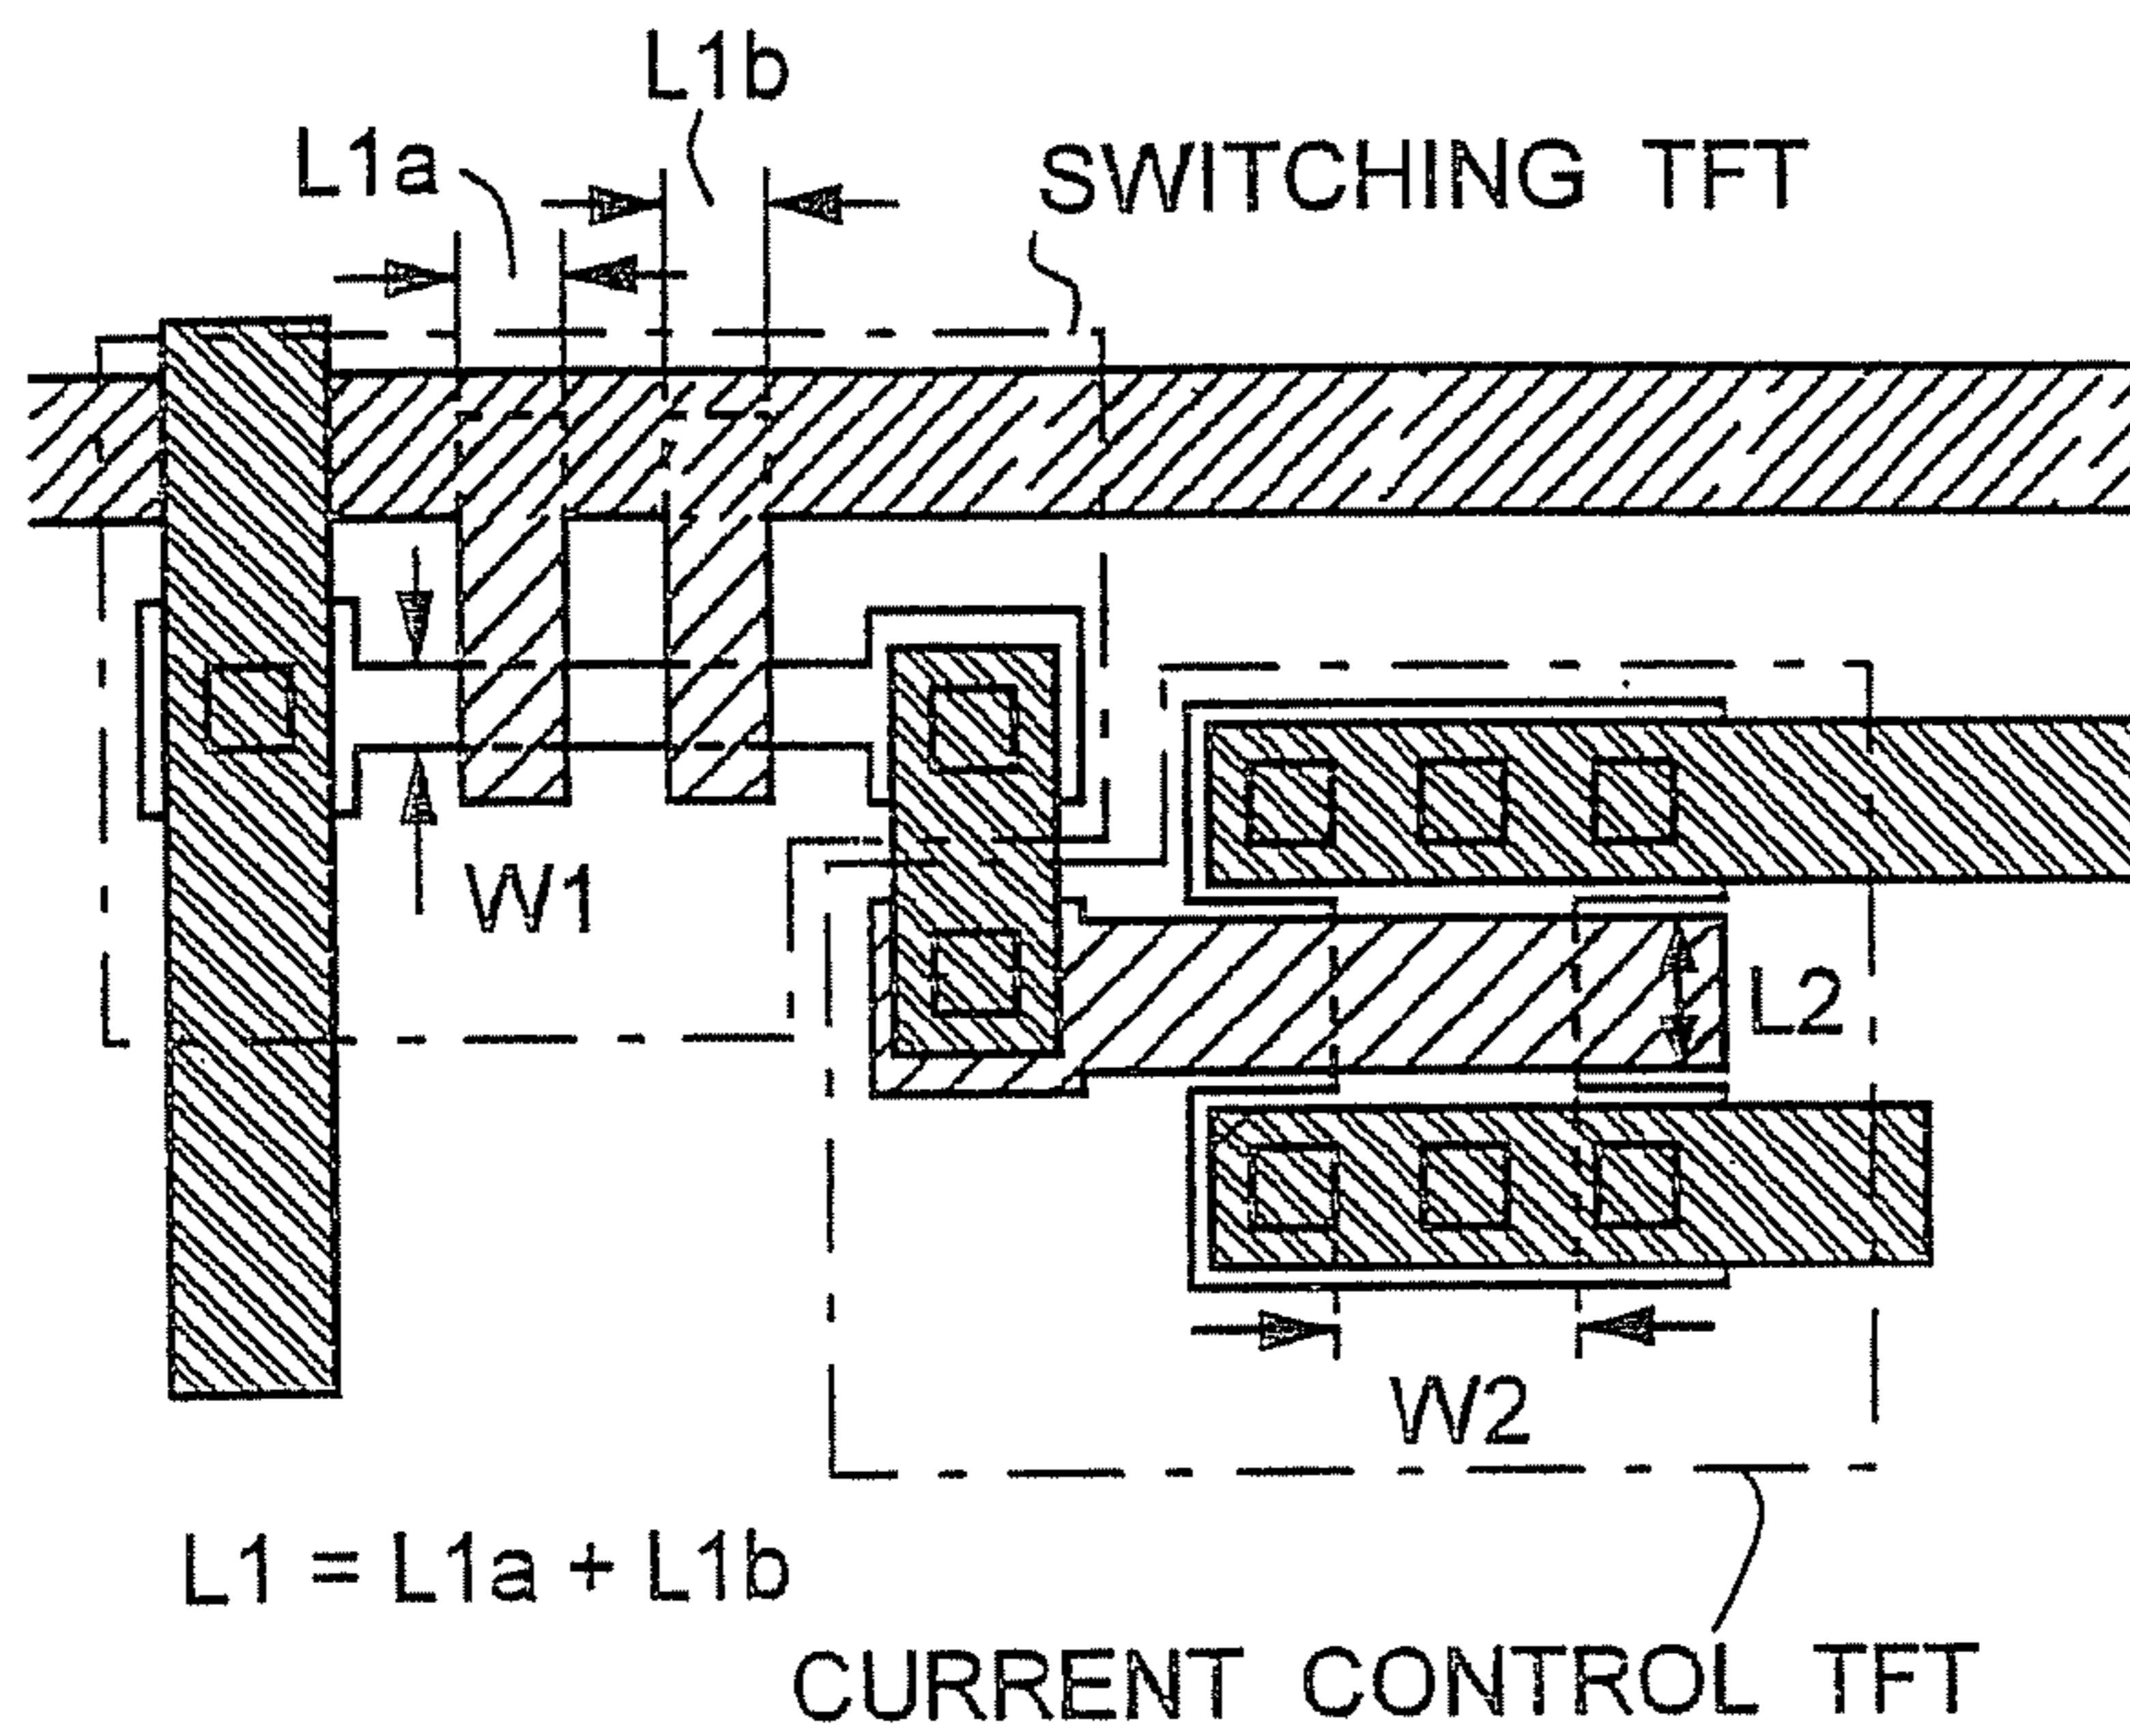 L1b
L1a
SWITCHING TFT
W1
L2
W2
L1 = L1a + L1b
CURRENT CONTROL TFT